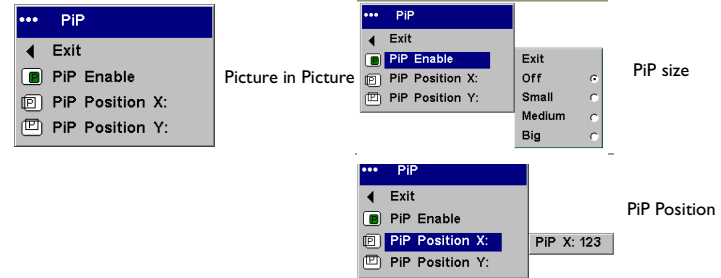 ••• PiP
Exit
PiP Enable
PiP Position X:
PiP Position Y:
Picture in Picture
••• PiP
Exit
PiP Enable
PiP Position X:
PiP Position Y:
Exit
Off
Small
Medium
Big
PiP size
••• PiP
Exit
PiP Enable
PiP Position X:
PiP Position Y:
PiP X: 123
PiP Position